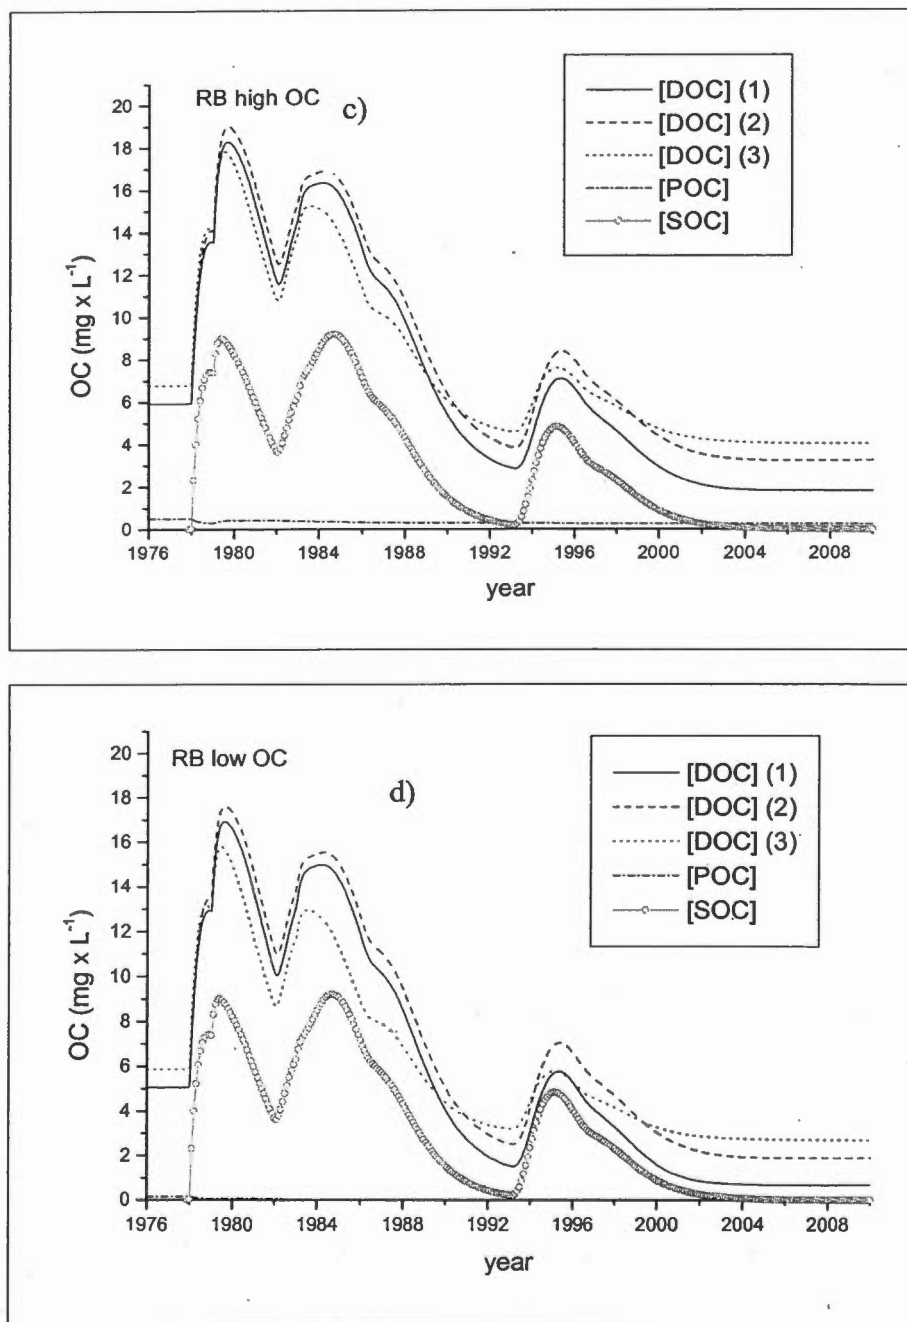 RB high OC
c)
[DOC] (1)
[DOC] (2)
[DOC] (3)
[POC]
[SOC]
20
18
16
14
12
10
8
6
4
2
0
OC (mg x L⁻¹)
1976 1980 1984 1988 1992 1996 2000 2004 2008
year
RB low OC
d)
[DOC] (1)
[DOC] (2)
[DOC] (3)
[POC]
[SOC]
20
18
16
14
12
10
8
6
4
2
0
OC (mg x L⁻¹)
1976 1980 1984 1988 1992 1996 2000 2004 2008
year